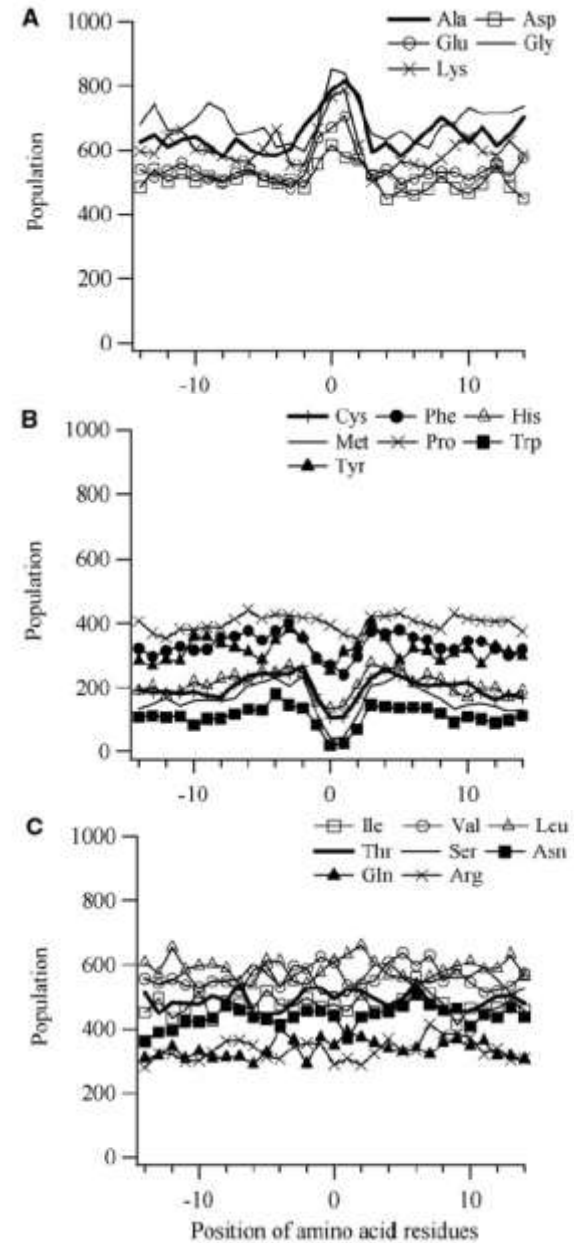 A
1000
Ala Asp
Glu Gly
Lys
800
600
400
200
0
Population
-10 0 10
B
Cys Phe His
Met Pro Trp
Tyr
1000
800
600
400
200
0
Population
-10 0 10
C
Ile Val Leu
Thr Ser Asn
Gln Arg
1000
800
600
400
200
0
Population
-10 0 10
Position of amino acid residues